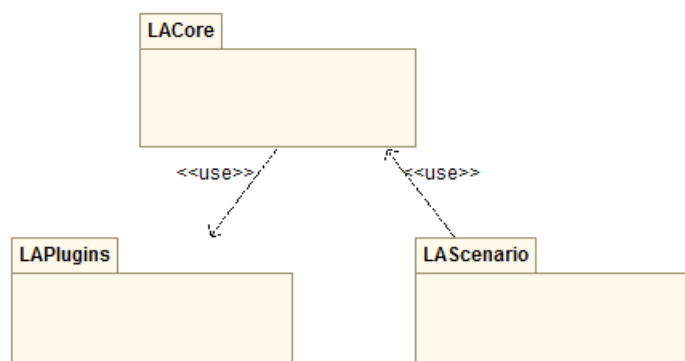 LACore
<<use>>
<<use>>
LAPlugins
LAScenario